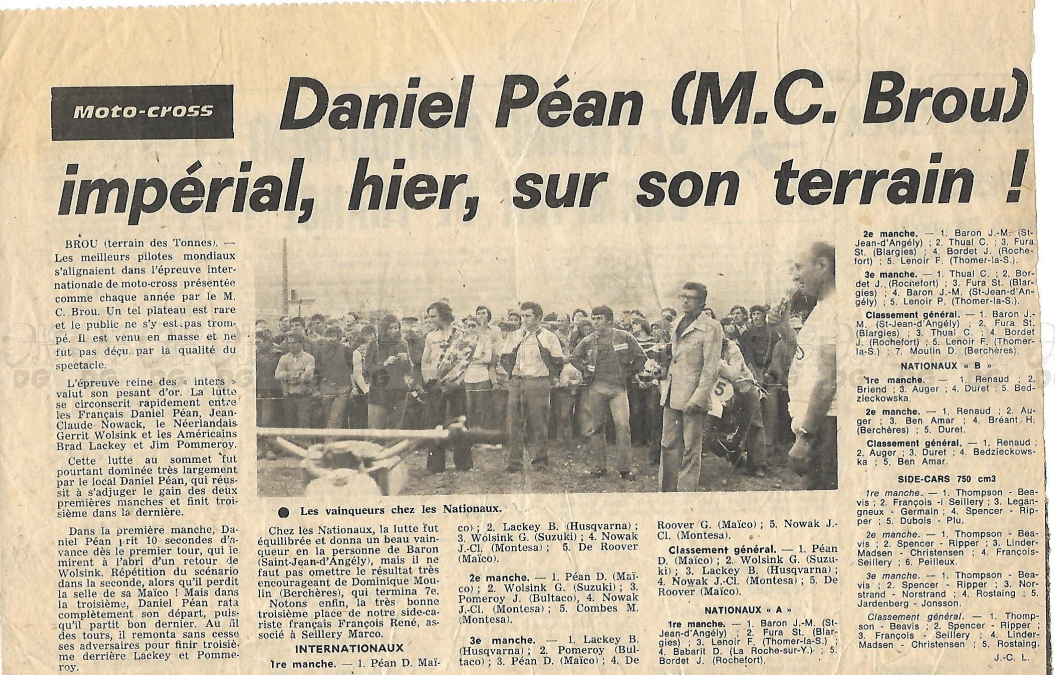 Moto-cross
Daniel Péan (M.C. Brou)
impérial, hier, sur son terrain !
BROU (terrain des Tonnes). —
Les meilleurs pilotes mondiaux
s'alignaient dans l'épreuve inter-
nationale de moto-cross présentée
comme chaque année par le M.
C. Brou. Un tel plateau est rare
et le public ne s'y est pas trom-
pé. Il est venu en masse et ne
fut pas déçu par la qualité du
spectacle.
L'épreuve reine des « inters »
valut son pesant d'or. La lutte
se circonscrit rapidement entre
les Français Daniel Péan, Jean-
Claude Nowack, le Néerlandais
Gerrit Wolsink et les Américains
Brad Lackey et Jim Pommeroy.
Cette lutte au sommet fut
pourtant dominée très largement
par le local Daniel Péan, qui réus-
sit à s'adjuger le gain des deux
premières manches et finit troi-
sième dans la dernière.
Dans la première manche, Da-
niel Péan prit 10 secondes d'a-
vance dès le premier tour, qui le
mirent à l'abri d'un retour de
Wolsink. Répétition du scénario
dans la seconde, alors qu'il perdit
la selle de sa Maïco ! Mais dans
la troisième, Daniel Péan rata
complètement son départ, puis-
qu'il partit bon dernier. Au fil
des tours, il remonta sans cesse
ses adversaires pour finir troisiè-
me derrière Lackey et Pomme-
roy.
● Les vainqueurs chez les Nationaux.
Chez les Nationaux, la lutte fut
équilibrée et donna un beau vain-
queur en la personne de Baron
(Saint-Jean-d'Angély), mais il ne
faut pas omettre le résultat très
encourageant de Dominique Mou-
lin (Berchères), qui termina 7e.
Notons enfin, la très bonne
troisième place de notre side-ca-
riste français François René, as-
socié à Seillery Marco.
INTERNATIONAUX
1re manche. — 1. Péan D. Maï-
co) ; 2. Lackey B. (Husqvarna) ;
3. Wolsink G. (Suzuki) ; 4. Nowak
J.-Cl. (Montesa) ; 5. De Roover
(Maïco).
2e manche. — 1. Péan D. (Maï-
co) ; 2. Wolsink G. (Suzuki) ; 3.
Pomeroy J. (Bultaco), 4. Nowak
J.-Cl. (Montesa) ; 5. Combes M.
(Montesa).
3e manche. — 1. Lackey B.
(Husqvarna) ; 2. Pomeroy (Bul-
taco) ; 3. Péan D. (Maïco) ; 4. De
Roover G. (Maïco) ; 5. Nowak J.-
Cl. (Montesa).
Classement général. — 1. Péan
D. (Maïco) ; 2. Wolsink G. (Suzu-
ki) ; 3. Lackey B. (Husqvarna) ;
4. Nowak J.-Cl. (Montesa) ; 5. De
Roover (Maïco).
NATIONAUX « A »
1re manche. — 1. Baron J.-M. (St-
Jean-d'Angély) ; 2. Fura St. (Blar-
gies) ; 3. Lenoir F. (Thomer-la-S.) ;
4. Babarit D. (La Roche-sur-Y.) ; 5.
Bordet J. (Rochefort).
2e manche. — 1. Baron J.-M. (St-
Jean-d'Angély) ; 2. Thual C. ; 3. Fura
St. (Blargies) ; 4. Bordet J. (Roche-
fort) ; 5. Lenoir F. (Thomer-la-S.).
3e manche. — 1. Thual C. ; 2. Bor-
det J. (Rochefort) ; 3. Fura St. (Blar-
gies) ; 4. Baron J.-M. (St-Jean-d'An-
gély) ; 5. Lenoir P. (Thomer-la-S.).
Classement général. — 1. Baron J.-
M. (St-Jean-d'Angély) ; 2. Fura St.
(Blargies) ; 3. Thual C. ; 4. Bordet
J. (Rochefort) ; 5. Lenoir F. (Thomer-
la-S.) ; 7. Moulin D. (Berchères).
NATIONAUX « B »
1re manche. — 1. Renaud ; 2.
Briend ; 3. Auger ; 4. Duret ; 5. Bed-
zieckowska.
2e manche. — 1. Renaud ; 2. Au-
ger ; 3. Ben Amar ; 4. Bréant H.
(Berchères) ; 5. Duret.
Classement général. — 1. Renaud ;
2. Auger ; 3. Duret ; 4. Bedzieckows-
ka ; 5. Ben Amar.
SIDE-CARS 750 cm3
1re manche. — 1. Thompson - Bea-
vis ; 2. François - Seillery ; 3. Legan-
gneux - Germain ; 4. Spencer - Rip-
per ; 5. Dubois - Plu.
2e manche. — 1. Thompson - Bea-
vis ; 2. Spencer - Ripper ; 3. Linder-
Madsen - Christensen ; 4. François-
Seillery ; 6. Peilleux.
3e manche. — 1. Thompson - Bea-
vis ; 2. Spencer - Ripper ; 3. Nor-
strand - Norstrand ; 4. Rostaing ; 5.
Jardenberg - Jonsson.
Classement général. — 1. Thomp-
son - Beavis ; 2. Spencer - Ripper ;
3. François - Seillery ; 4. Linder-
Madsen - Christensen ; 5. Rostaing.
J.-C. L.
5